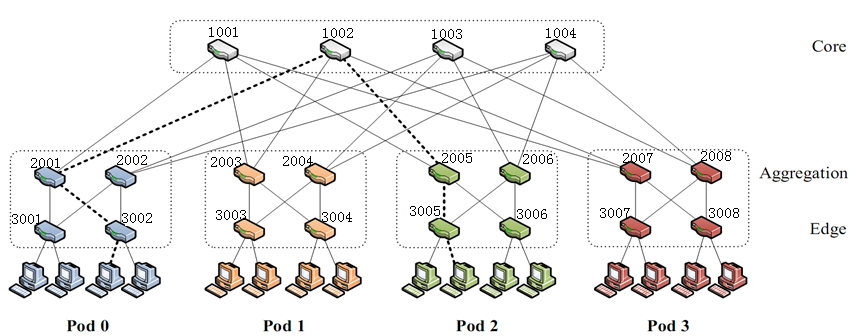 1001 1002 1003 1004
Core
2001 2002 2003 2004 2005 2006 2007 2008
Aggregation
3001 3002 3003 3004 3005 3006 3007 3008
Edge
Pod 0 Pod 1 Pod 2 Pod 3